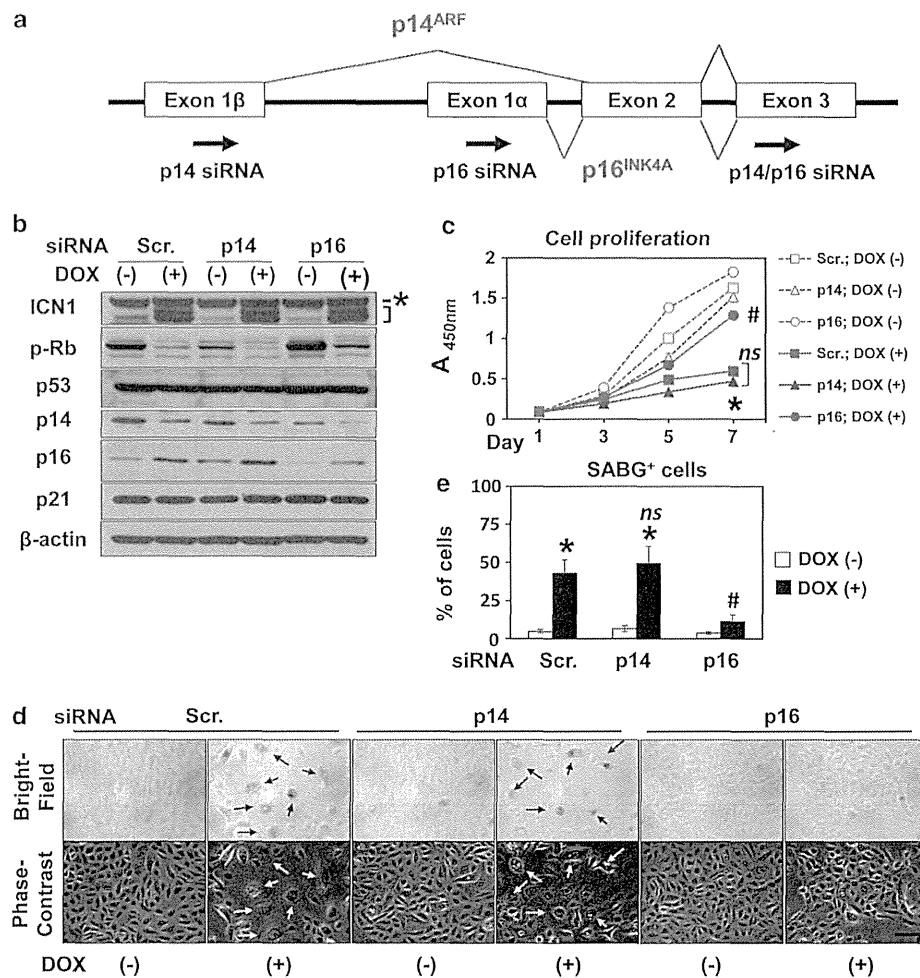 a
p14ARF
Exon 1β
Exon 1α
Exon 2
Exon 3
p14 siRNA
p16 siRNA
p16INK4A
p14/p16 siRNA
b
siRNA
Scr.
p14
p16
DOX
(-)
(+)
(-)
(+)
(-)
(+)
ICN1
*
p-Rb
p53
p14
p16
p21
β-actin
c
Cell proliferation
A 450nm
2
1.5
1
0.5
0
Day
1
3
5
7
#
ns
*
Scr.; DOX (-)
p14; DOX (-)
p16; DOX (-)
Scr.; DOX (+)
p14; DOX (+)
p16; DOX (+)
e
SABG+ cells
% of cells
100
75
50
25
0
*
ns
*
#
DOX (-)
DOX (+)
siRNA
Scr.
p14
p16
d
siRNA
Scr.
p14
p16
Bright-
Field
Phase-
Contrast
DOX
(-)
(+)
(-)
(+)
(-)
(+)